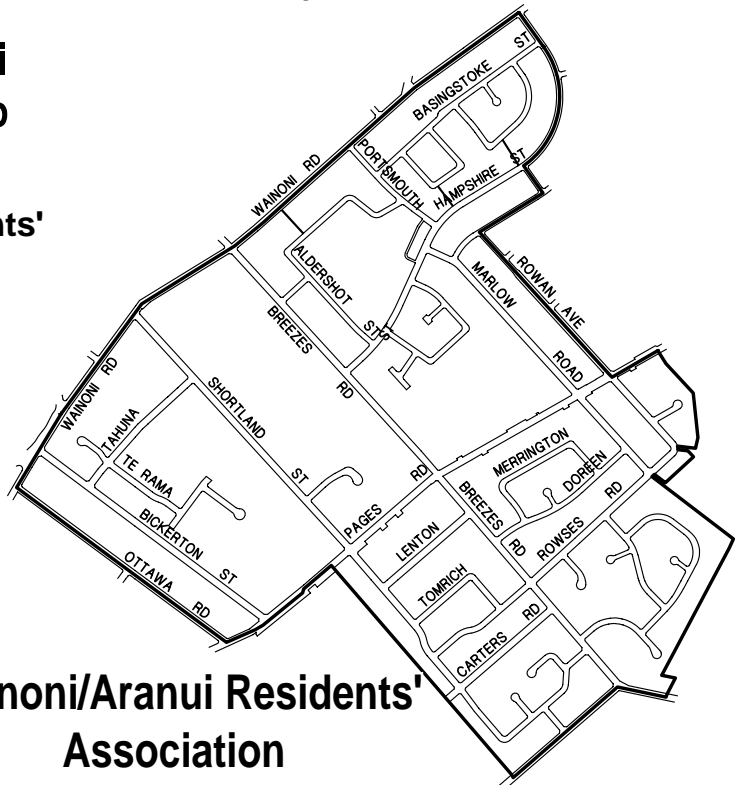 BASINGSTOKE ST
PORTSMOUTH
HAMPSHIRE ST
WAINONI RD
nts'
ALDERSHOT ST
MARLOW ROAD
ROWAN AVE
BREEZES RD
WAINONI RD
SHORTLAND ST
TAHUNA
TE RAMA
BICKERTON ST
OTTAWA RD
PAGES RD
MERRINGTON
DOREEN
BREEZES RD
ROWSES RD
LENTON
TOMRICH
CARTERS RD
noni/Aranui Residents'
Association